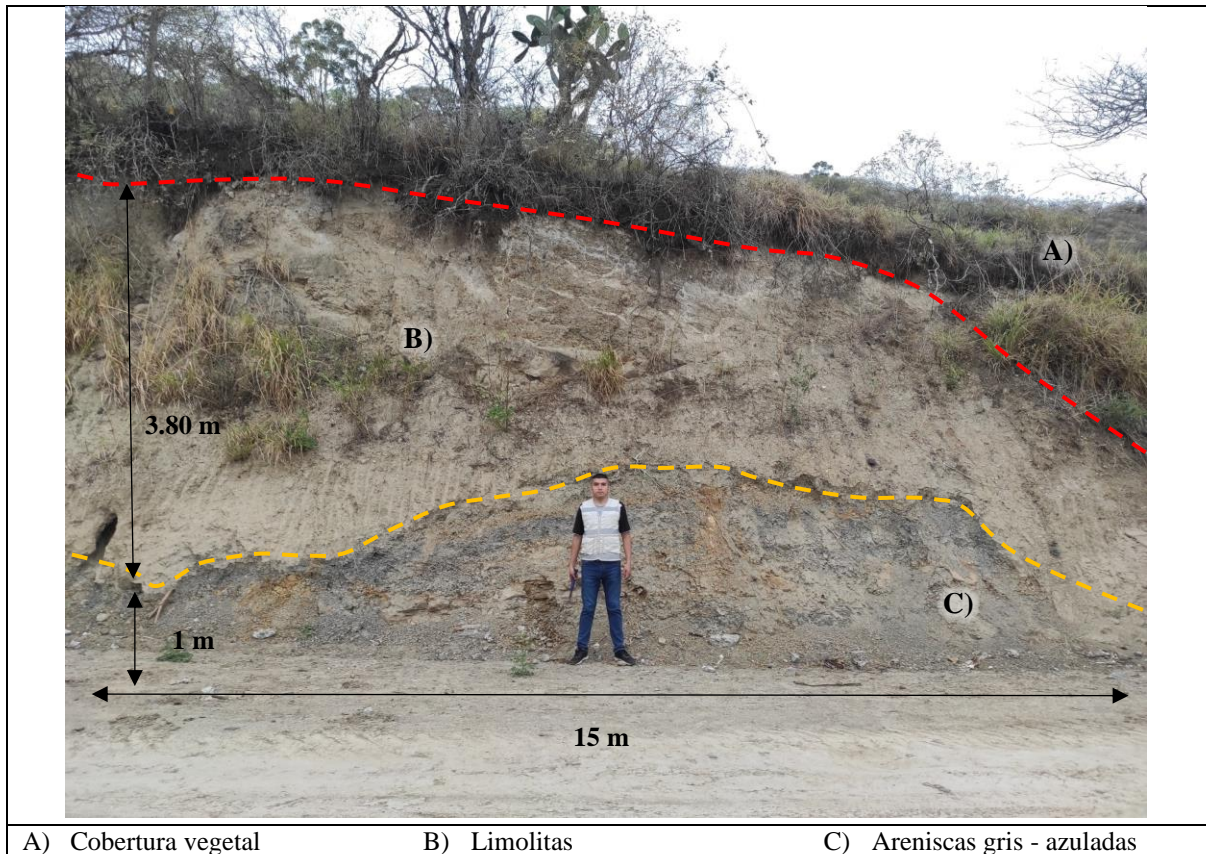 A)
B)
3.80 m
C)
1 m
15 m
A) Cobertura vegetal B) Limolitas C) Areniscas gris - azuladas